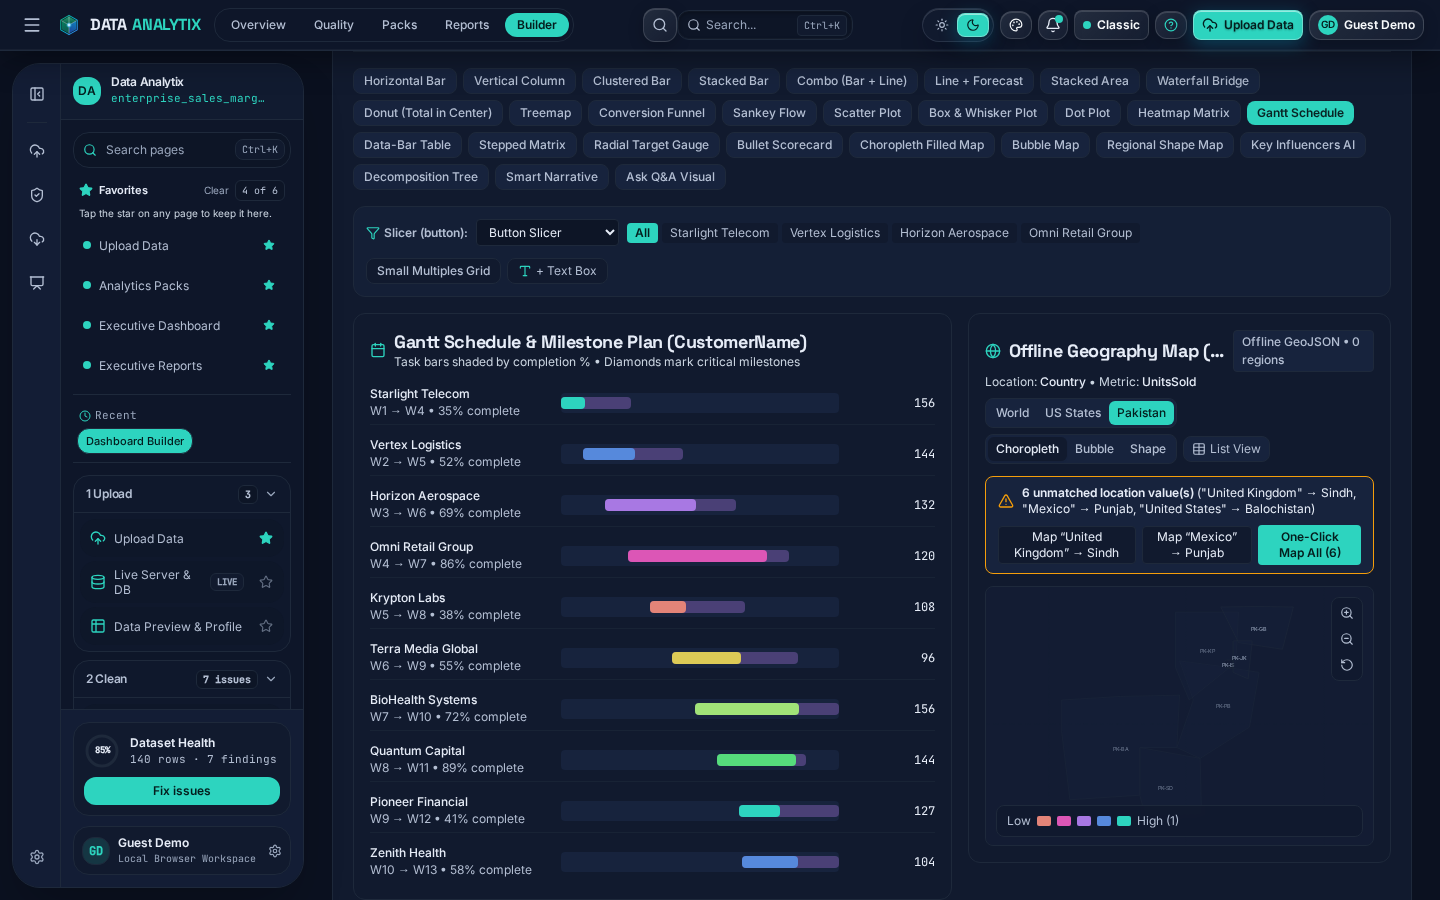 DATA ANALYTIX
Overview
Quality
Packs
Reports
Builder
Search...
Ctrl+K
Classic
Upload Data
GD
Guest Demo
DA
Data Analytix
enterprise_sales_marg…
Search pages
Ctrl+K
Favorites
Clear
4 of 6
Tap the star on any page to keep it here.
Upload Data
Analytics Packs
Executive Dashboard
Executive Reports
Recent
Dashboard Builder
1 Upload
3
Upload Data
Live Server &
DB
LIVE
Data Preview & Profile
2 Clean
7 issues
85%
Dataset Health
140 rows · 7 findings
Fix issues
GD
Guest Demo
Local Browser Workspace
Horizontal Bar
Vertical Column
Clustered Bar
Stacked Bar
Combo (Bar + Line)
Line + Forecast
Stacked Area
Waterfall Bridge
Donut (Total in Center)
Treemap
Conversion Funnel
Sankey Flow
Scatter Plot
Box & Whisker Plot
Dot Plot
Heatmap Matrix
Gantt Schedule
Data-Bar Table
Stepped Matrix
Radial Target Gauge
Bullet Scorecard
Choropleth Filled Map
Bubble Map
Regional Shape Map
Key Influencers AI
Decomposition Tree
Smart Narrative
Ask Q&A Visual
Slicer (button):
Button Slicer
All
Starlight Telecom
Vertex Logistics
Horizon Aerospace
Omni Retail Group
Small Multiples Grid
+ Text Box
Gantt Schedule & Milestone Plan (CustomerName)
Task bars shaded by completion % • Diamonds mark critical milestones
Starlight Telecom
W1 → W4 • 35% complete
156
Vertex Logistics
W2 → W5 • 52% complete
144
Horizon Aerospace
W3 → W6 • 69% complete
132
Omni Retail Group
W4 → W7 • 86% complete
120
Krypton Labs
W5 → W8 • 38% complete
108
Terra Media Global
W6 → W9 • 55% complete
96
BioHealth Systems
W7 → W10 • 72% complete
156
Quantum Capital
W8 → W11 • 89% complete
144
Pioneer Financial
W9 → W12 • 41% complete
127
Zenith Health
W10 → W13 • 58% complete
104
Offline Geography Map (...
Offline GeoJSON • 0
regions
Location: Country • Metric: UnitsSold
World
US States
Pakistan
Choropleth
Bubble
Shape
List View
6 unmatched location value(s) ("United Kingdom" → Sindh,
"Mexico" → Punjab, "United States" → Balochistan)
Map “United
Kingdom” → Sindh
Map “Mexico”
→ Punjab
One-Click
Map All (6)
PK-GB
PK-KP
PK-JK
PK-IS
PK-PB
PK-BA
PK-SD
Low
High (1)